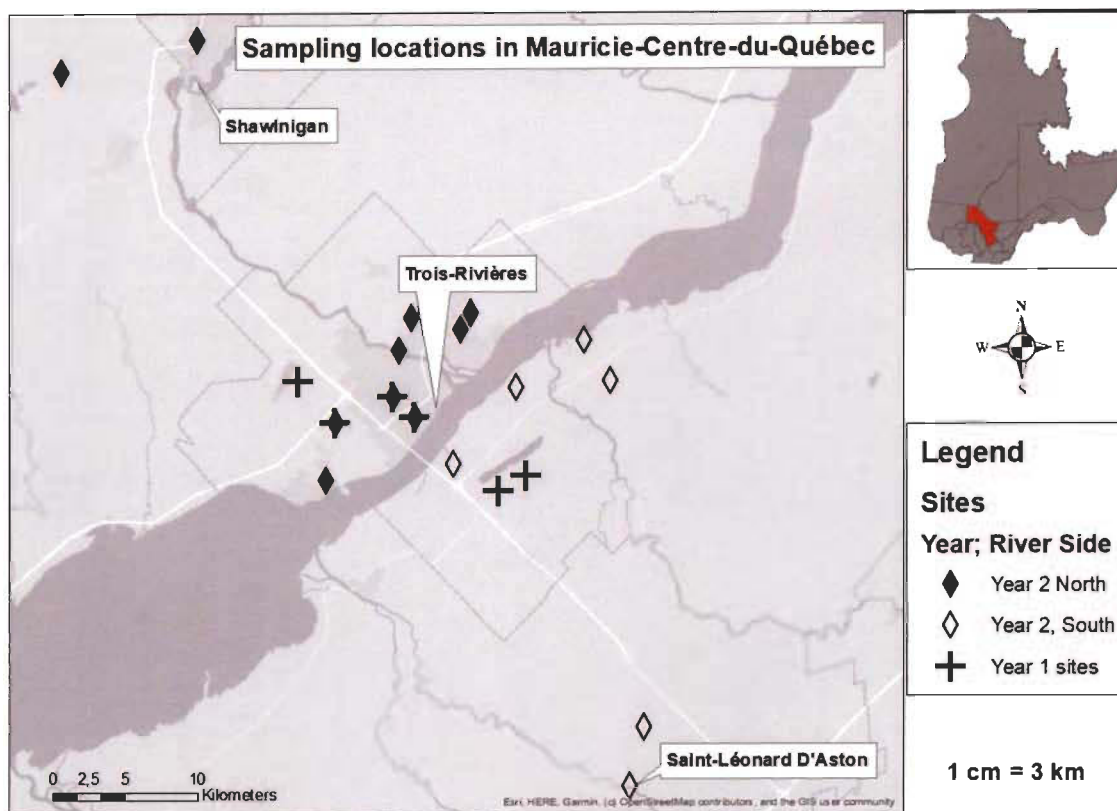 Sampling locations in Mauricie-Centre-du-Québec
Shawinigan
Trois-Rivières
Saint-Léonard D'Aston
0 2,5 5 10
Kilometers
Esri, HERE, Garmin, (c) OpenStreetMap contributors, and the GIS user community
N
W E
S
Legend
Sites
Year; River Side
Year 2 North
Year 2, South
Year 1 sites
1 cm = 3 km